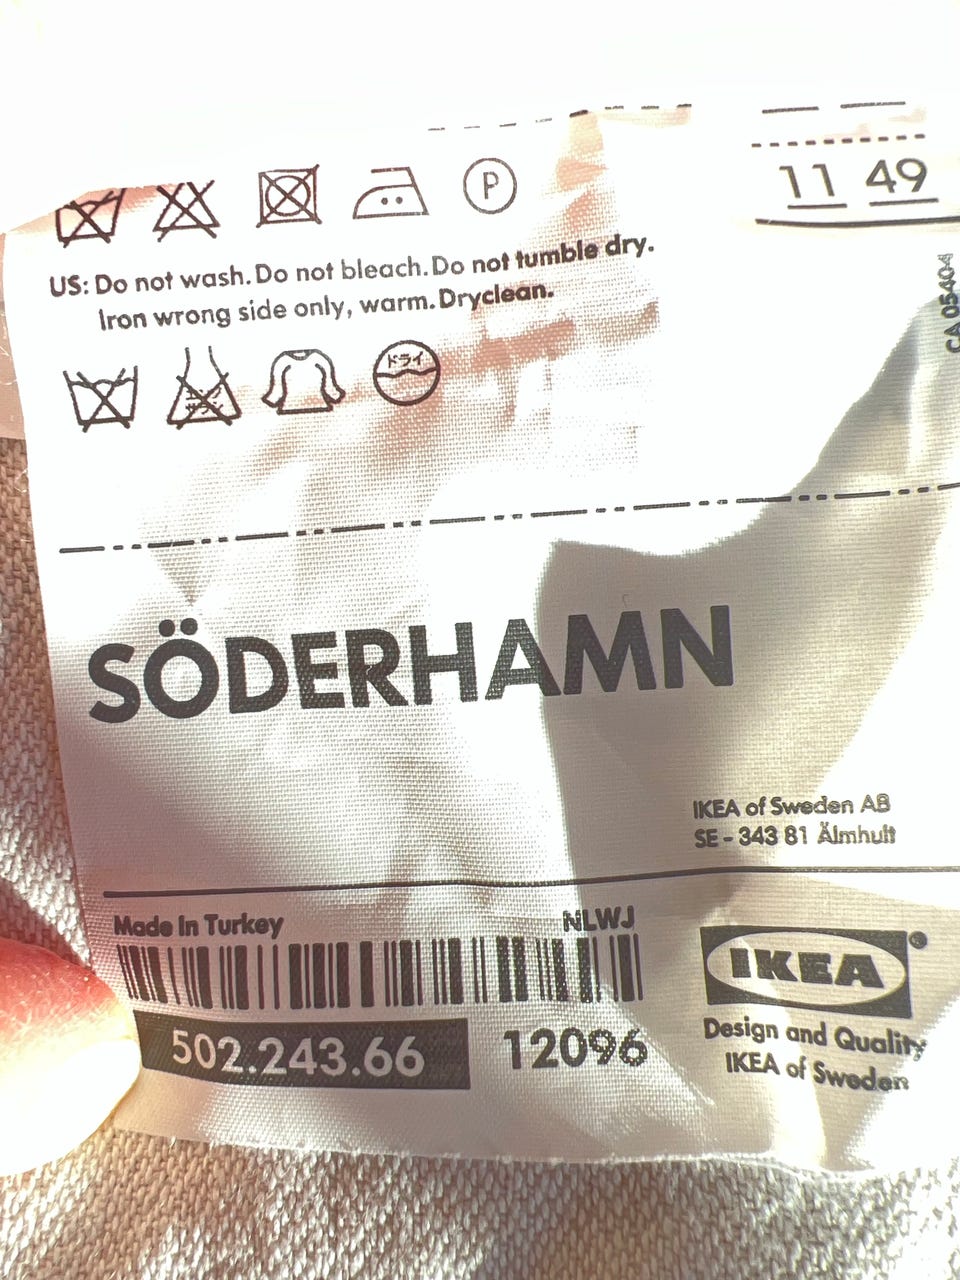 11 49
P
US: Do not wash. Do not bleach. Do not tumble dry.
Iron wrong side only, warm. Dryclean.
ドライ
CA 05404
SÖDERHAMN
IKEA of Sweden AB
SE - 343 81 Älmhult
Made in Turkey
NLWJ
IKEA®
502.243.66
12096
Design and Quality
IKEA of Sweden